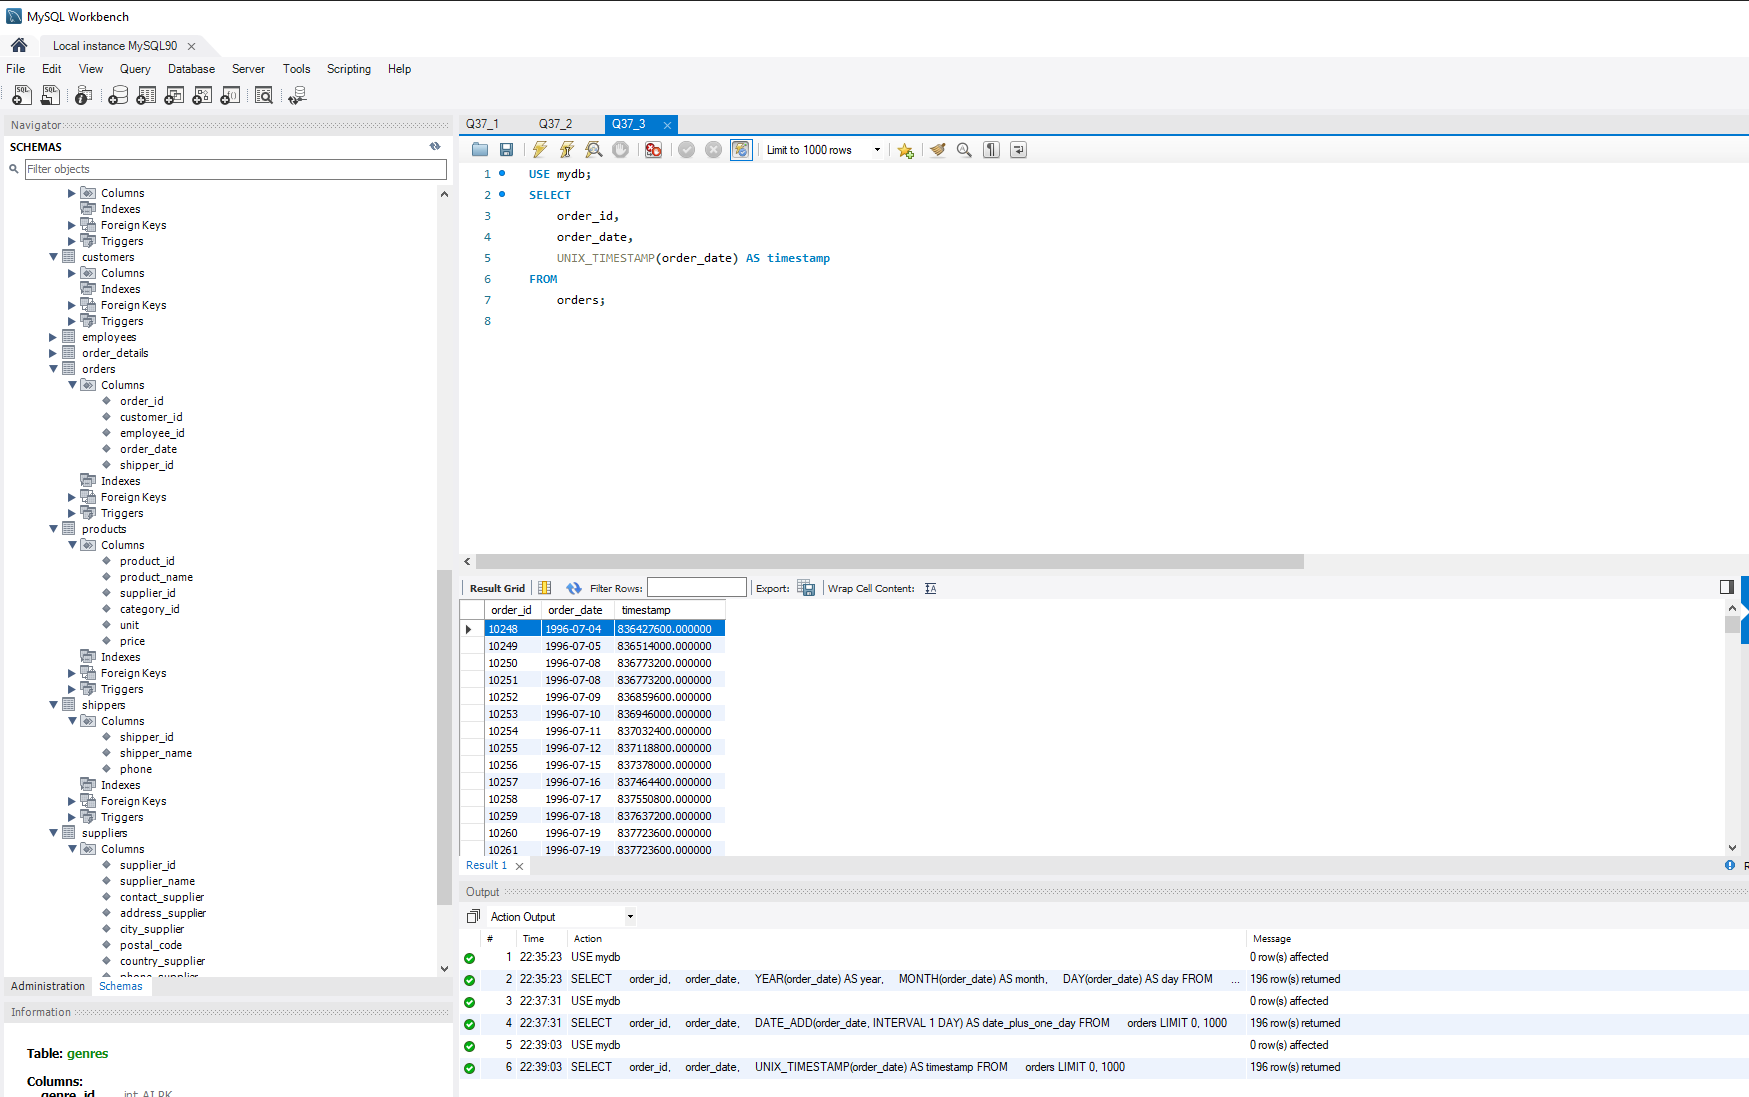 MySQL Workbench
Local instance MySQL90
File Edit View Query Database Server Tools Scripting Help
Navigator
SCHEMAS
Filter objects
Columns
Indexes
Foreign Keys
Triggers
customers
Columns
Indexes
Foreign Keys
Triggers
employees
order_details
orders
Columns
order_id
customer_id
employee_id
order_date
shipper_id
Indexes
Foreign Keys
Triggers
products
Columns
product_id
product_name
supplier_id
category_id
unit
price
Indexes
Foreign Keys
Triggers
shippers
Columns
shipper_id
shipper_name
phone
Indexes
Foreign Keys
Triggers
suppliers
Columns
supplier_id
supplier_name
contact_supplier
address_supplier
city_supplier
postal_code
country_supplier
phone_supplier
Administration Schemas
Information
Table: genres
Columns:
genre_id int AI PK
Q37_1 Q37_2 Q37_3
Limit to 1000 rows
1 USE mydb;
2 SELECT
3 order_id,
4 order_date,
5 UNIX_TIMESTAMP(order_date) AS timestamp
6 FROM
7 orders;
8
Result Grid Filter Rows: Export: Wrap Cell Content:
order_id order_date timestamp
10248 1996-07-04 836427600.000000
10249 1996-07-05 836514000.000000
10250 1996-07-08 836773200.000000
10251 1996-07-08 836773200.000000
10252 1996-07-09 836859600.000000
10253 1996-07-10 836946000.000000
10254 1996-07-11 837032400.000000
10255 1996-07-12 837118800.000000
10256 1996-07-15 837378000.000000
10257 1996-07-16 837464400.000000
10258 1996-07-17 837550800.000000
10259 1996-07-18 837637200.000000
10260 1996-07-19 837723600.000000
10261 1996-07-19 837723600.000000
Result 1
Output
Action Output
# Time Action Message
1 22:35:23 USE mydb 0 row(s) affected
2 22:35:23 SELECT order_id, order_date, YEAR(order_date) AS year, MONTH(order_date) AS month, DAY(order_date) AS day FROM ... 196 row(s) returned
3 22:37:31 USE mydb 0 row(s) affected
4 22:37:31 SELECT order_id, order_date, DATE_ADD(order_date, INTERVAL 1 DAY) AS date_plus_one_day FROM orders LIMIT 0, 1000 196 row(s) returned
5 22:39:03 USE mydb 0 row(s) affected
6 22:39:03 SELECT order_id, order_date, UNIX_TIMESTAMP(order_date) AS timestamp FROM orders LIMIT 0, 1000 196 row(s) returned